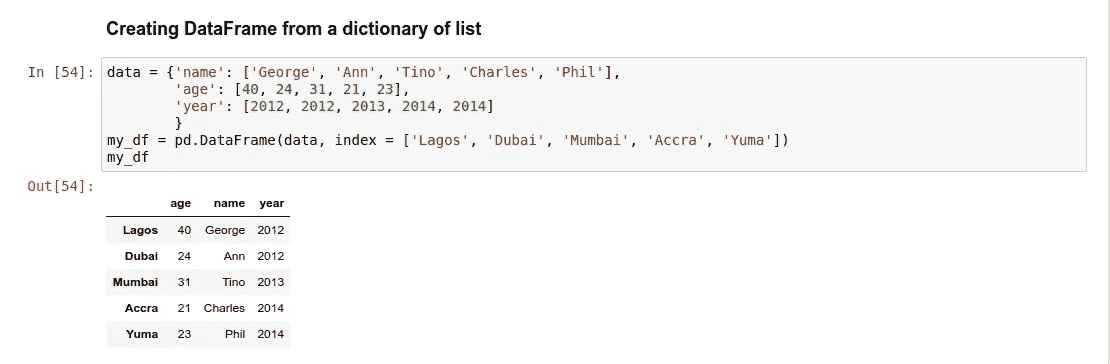 Creating DataFrame from a dictionary of list
In [54]: data = {'name': ['George', 'Ann', 'Tino', 'Charles', 'Phil'],
'age': [40, 24, 31, 21, 23],
'year': [2012, 2012, 2013, 2014, 2014]
}
my_df = pd.DataFrame(data, index = ['Lagos', 'Dubai', 'Mumbai', 'Accra', 'Yuma'])
my_df
Out[54]:
age name year
Lagos 40 George 2012
Dubai 24 Ann 2012
Mumbai 31 Tino 2013
Accra 21 Charles 2014
Yuma 23 Phil 2014